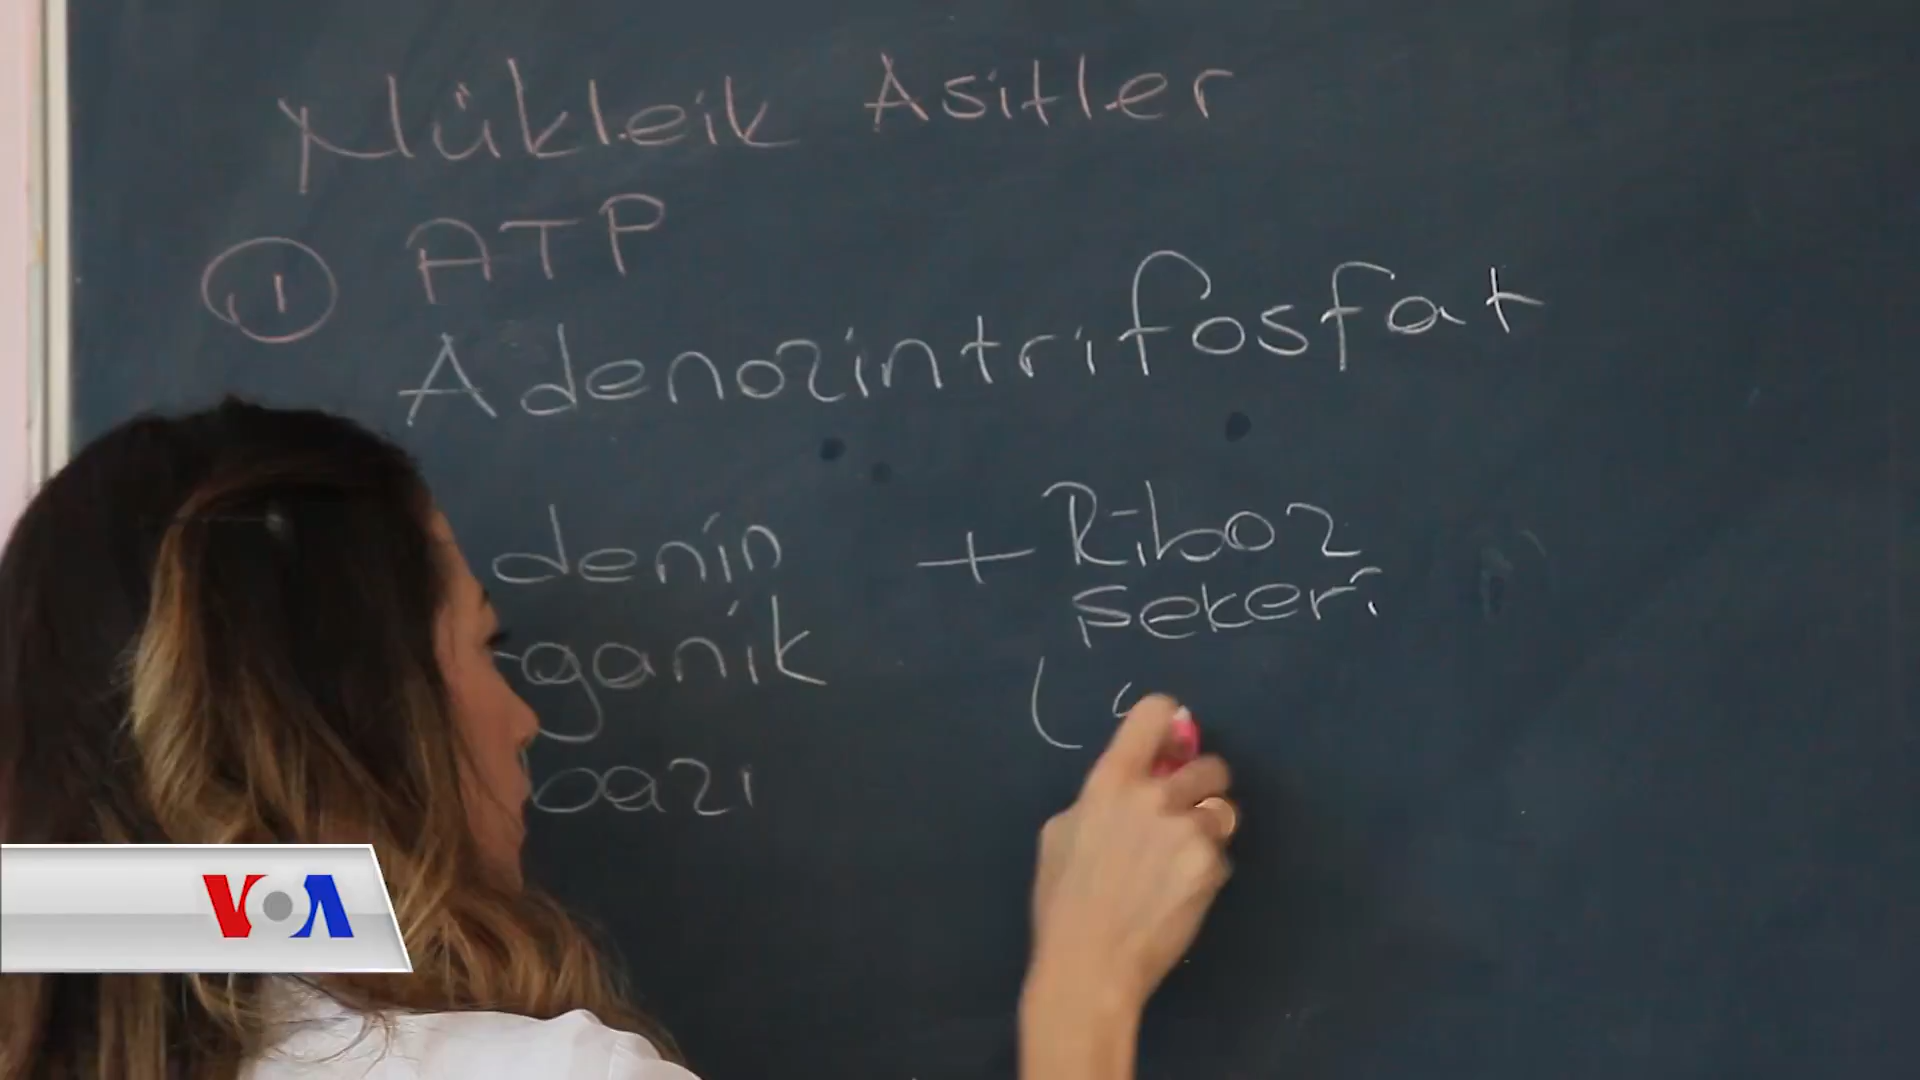 Nükleik Asitler
1 ATP
Adenozintrifosfat
denin + Riboz
ganik şekeri
bazı (
VOA